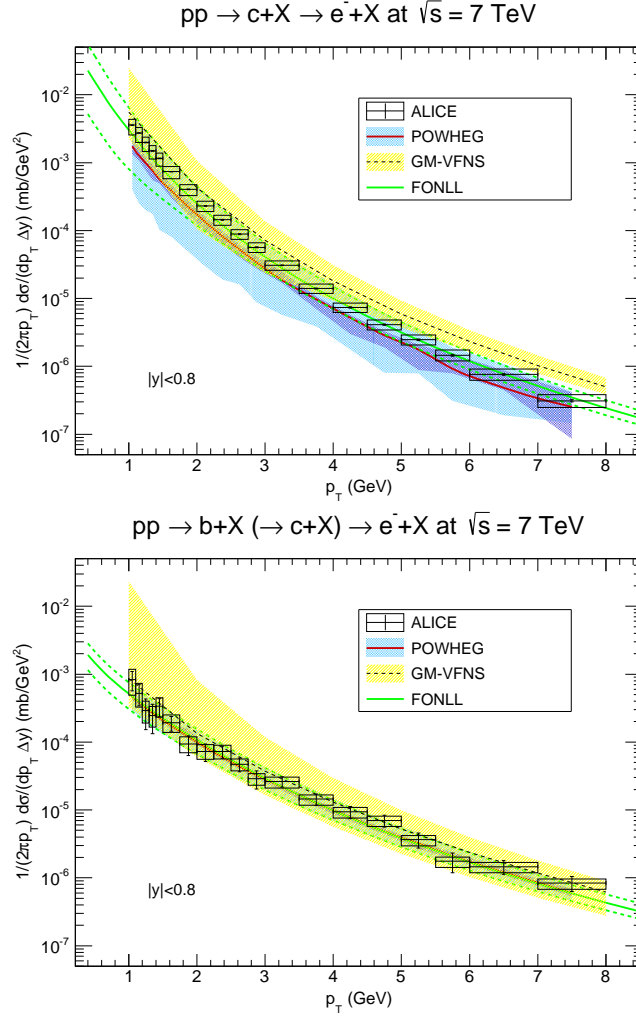 pp → c+X → e⁻+X at √s = 7 TeV
1/(2πp_T) dσ/(dp_T Δy) (mb/GeV²)
10⁻²
10⁻³
10⁻⁴
10⁻⁵
10⁻⁶
10⁻⁷
ALICE
POWHEG
GM-VFNS
FONLL
|y|<0.8
1 2 3 4 5 6 7 8
p_T (GeV)
pp → b+X (→ c+X) → e⁻+X at √s = 7 TeV
1/(2πp_T) dσ/(dp_T Δy) (mb/GeV²)
10⁻²
10⁻³
10⁻⁴
10⁻⁵
10⁻⁶
10⁻⁷
ALICE
POWHEG
GM-VFNS
FONLL
|y|<0.8
1 2 3 4 5 6 7 8
p_T (GeV)